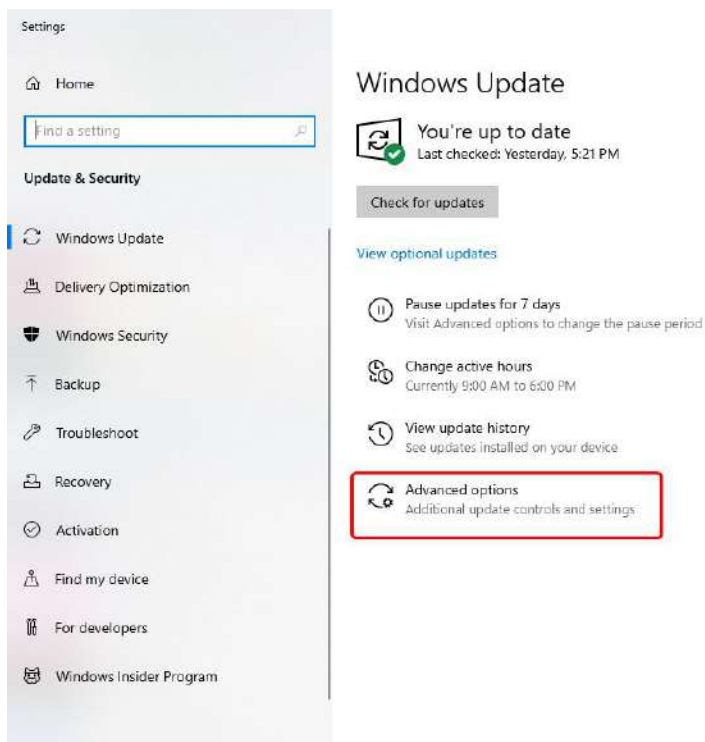 Settings
Home
Find a setting
Update & Security
Windows Update
Delivery Optimization
Windows Security
Backup
Troubleshoot
Recovery
Activation
Find my device
For developers
Windows Insider Program
Windows Update
You're up to date
Last checked: Yesterday, 5:21 PM
Check for updates
View optional updates
Pause updates for 7 days
Visit Advanced options to change the pause period
Change active hours
Currently 9:00 AM to 6:00 PM
View update history
See updates installed on your device
Advanced options
Additional update controls and settings